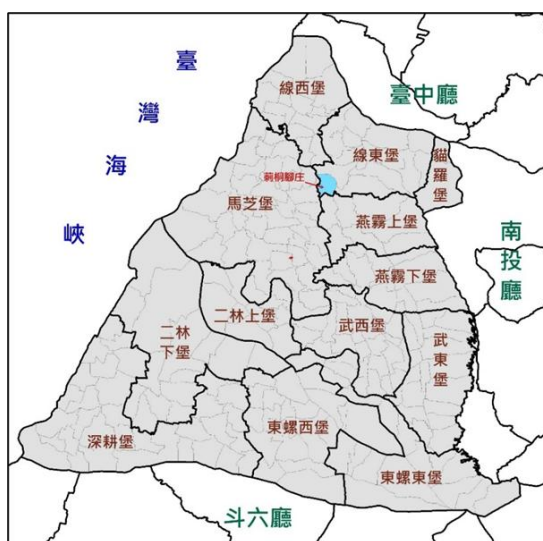 臺灣海峽
線西堡
臺中廳
線東堡
貓羅堡
莿桐腳庄
馬芝堡
燕霧上堡
南投廳
燕霧下堡
二林上堡
武西堡
二林
下堡
武東堡
深耕堡
東螺西堡
東螺東堡
斗六廳